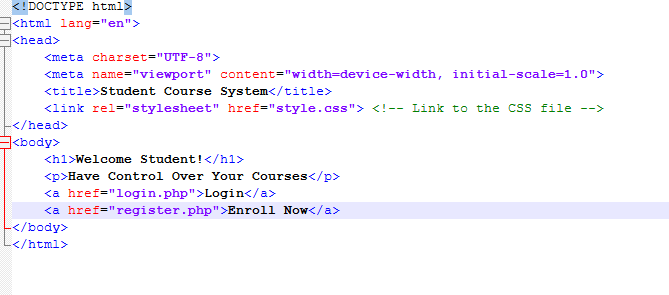 <!DOCTYPE html>
<html lang="en">
<head>
    <meta charset="UTF-8">
    <meta name="viewport" content="width=device-width, initial-scale=1.0">
    <title>Student Course System</title>
    <link rel="stylesheet" href="style.css"> <!-- Link to the CSS file -->
</head>
<body>
    <h1>Welcome Student!</h1>
    <p>Have Control Over Your Courses</p>
    <a href="login.php">Login</a>
    <a href="register.php">Enroll Now</a>
</body>
</html>